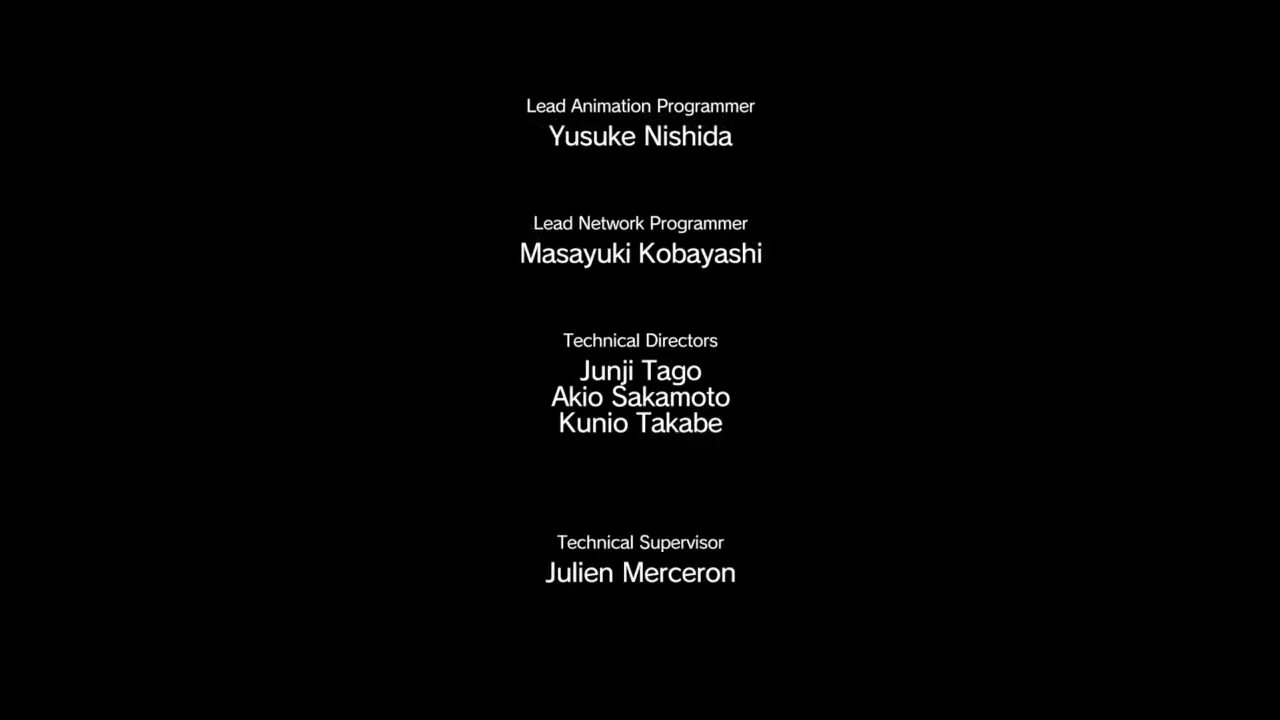 Lead Animation Programmer
Yusuke Nishida
Lead Network Programmer
Masayuki Kobayashi
Technical Directors
Junji Tago
Akio Sakamoto
Kunio Takabe
Technical Supervisor
Julien Merceron